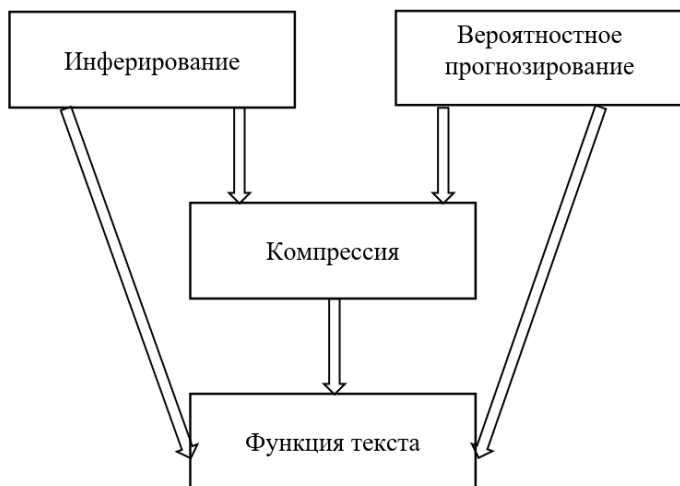 Инферирование
Вероятностное
прогнозирование
Компрессия
Функция текста